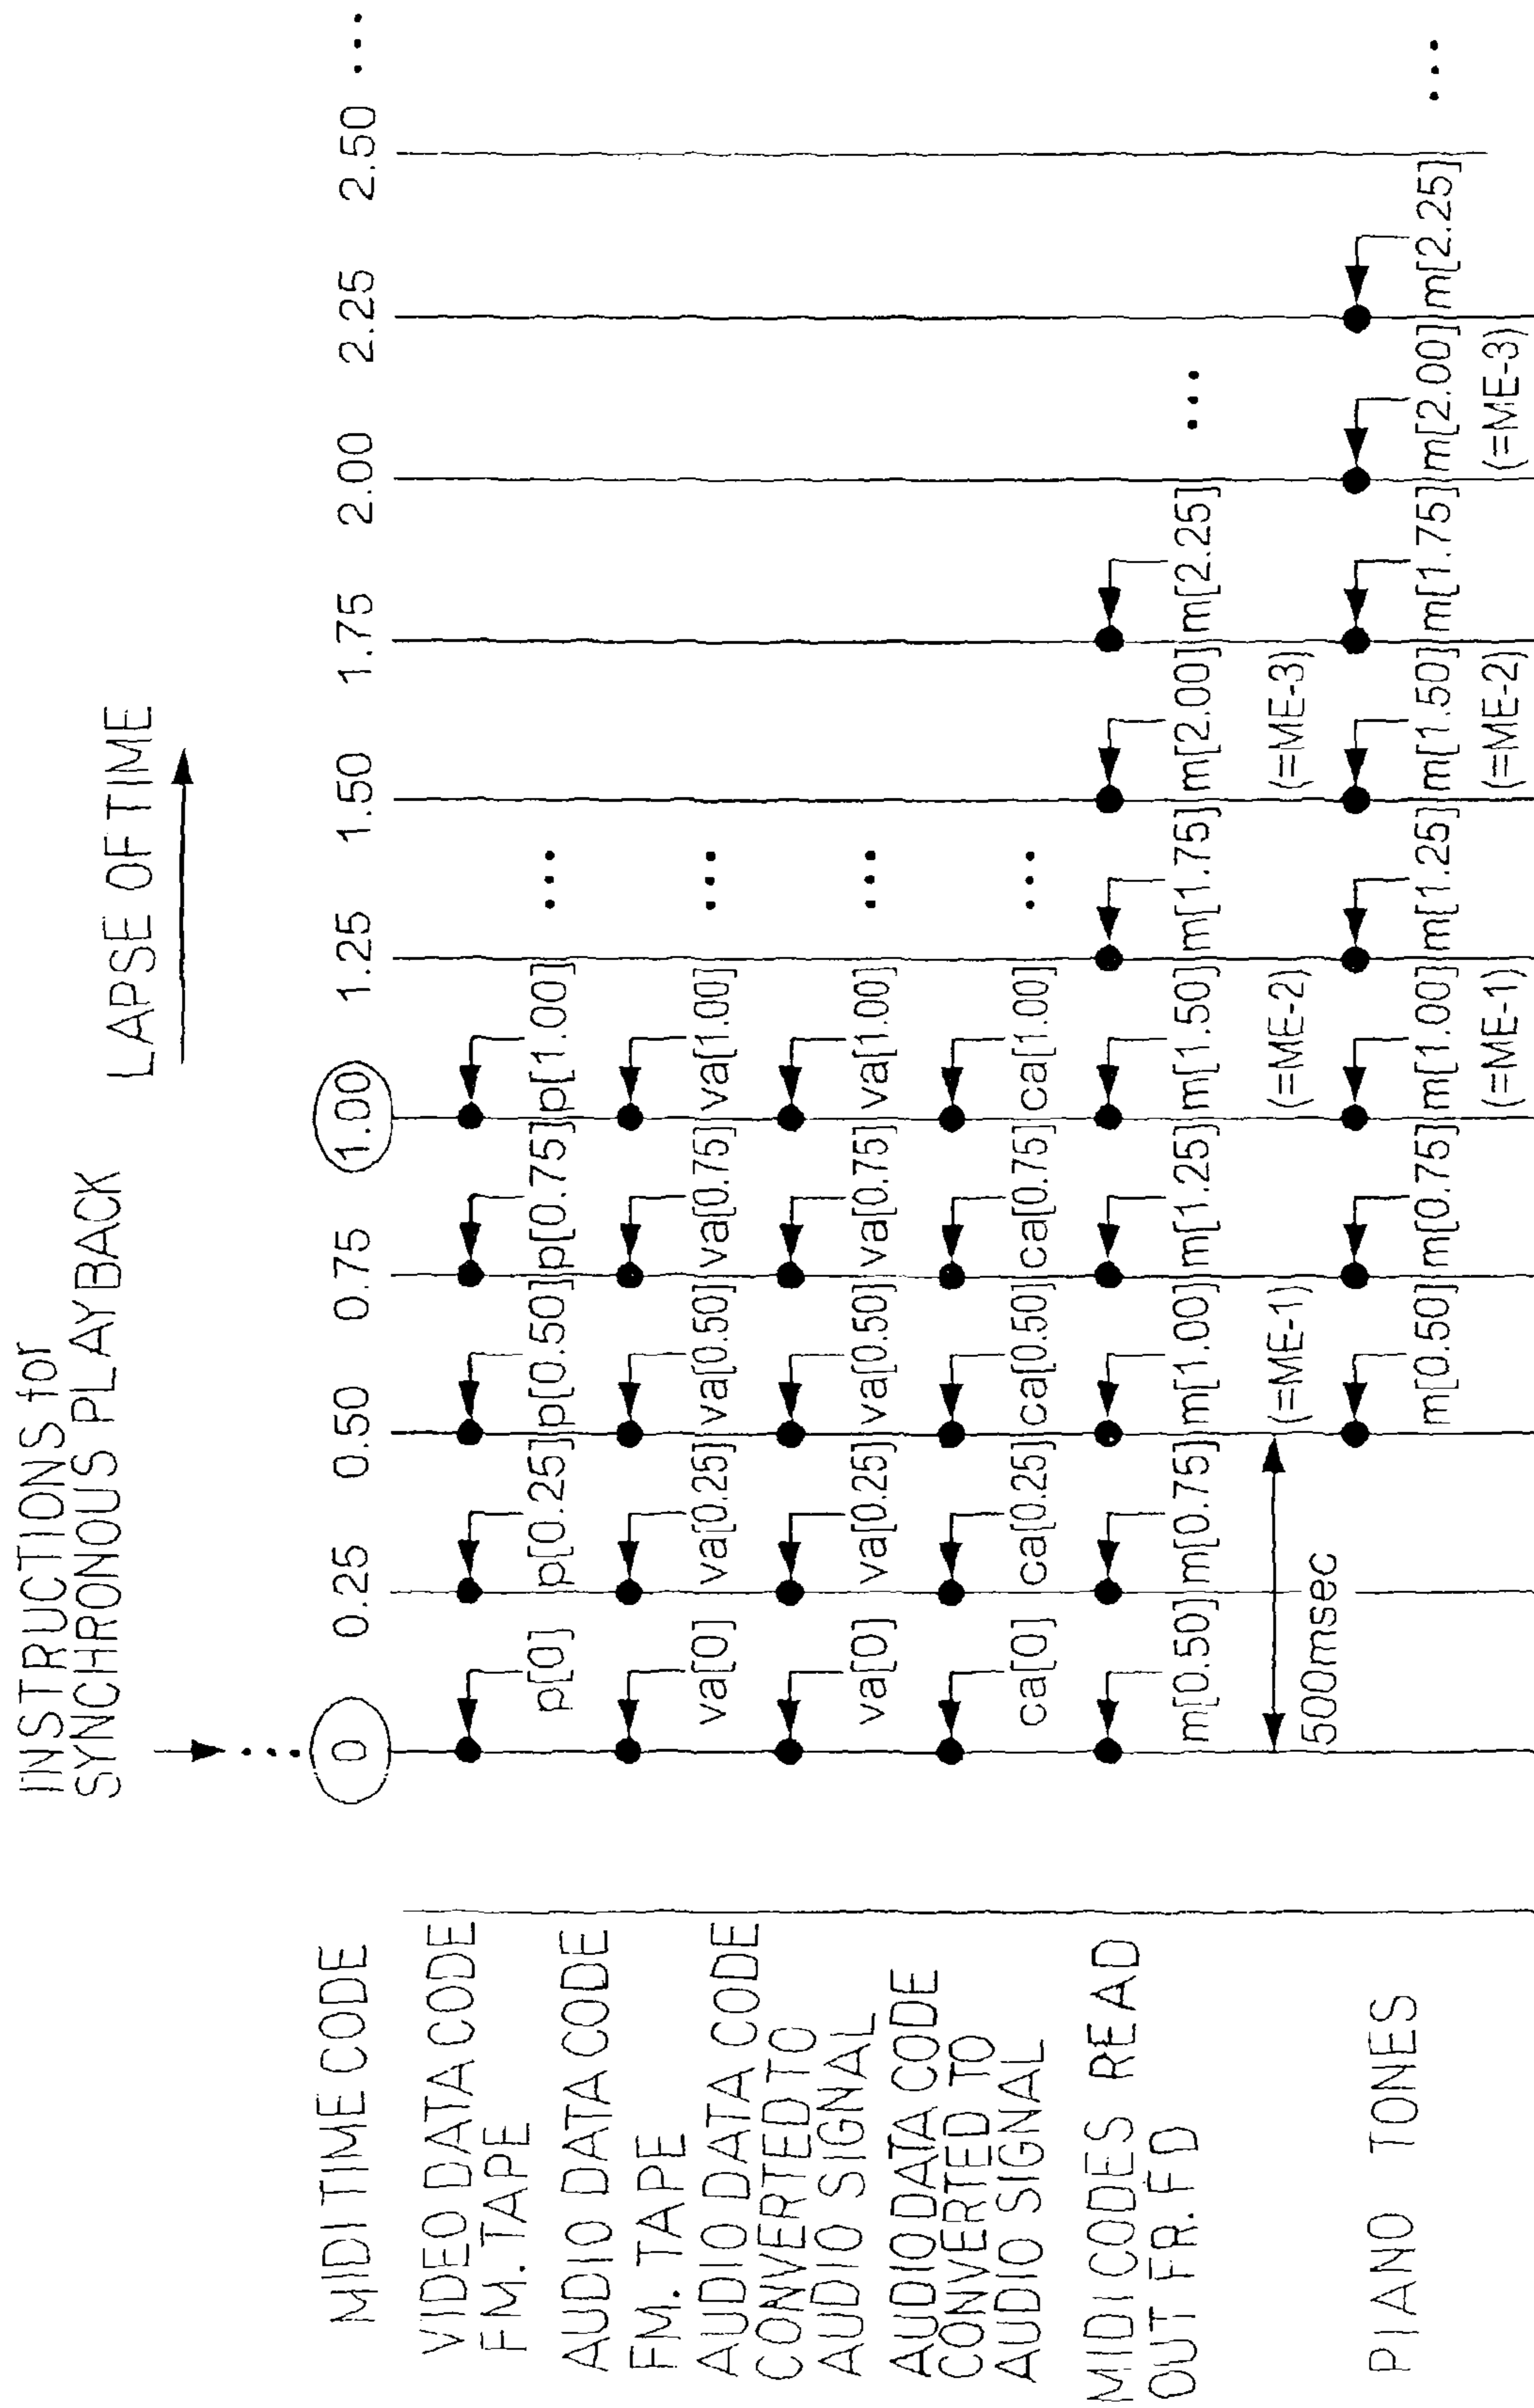 INSTRUCTIONS for
SYNCHRONOUS PLAYBACK
LAPSE OF TIME
MIDI TIME CODE
0 0.25 0.50 0.75 1.00 1.25 1.50 1.75 2.00 2.25 2.50
VIDEO DATA CODE
FM. TAPE
p[0] p[0.25] p[0.50] p[0.75] p[1.00]
AUDIO DATA CODE
FM. TAPE
va[0] va[0.25] va[0.50] va[0.75] va[1.00]
AUDIO DATA CODE
CONVERTED TO
AUDIO SIGNAL
va[0] va[0.25] va[0.50] va[0.75] va[1.00]
AUDIO DATA CODE
CONVERTED TO
AUDIO SIGNAL
ca[0] ca[0.25] ca[0.50] ca[0.75] ca[1.00]
MIDI CODES READ
OUT FR. FD
m[0.50] m[0.75] m[1.00] m[1.25] m[1.50] m[1.75] m[2.00] m[2.25]
(=ME-1) (=ME-2) (=ME-3)
500msec
PIANO TONES
m[0.50] m[0.75] m[1.00] m[1.25] m[1.50] m[1.75] m[2.00] m[2.25]
(=ME-1) (=ME-2) (=ME-3)